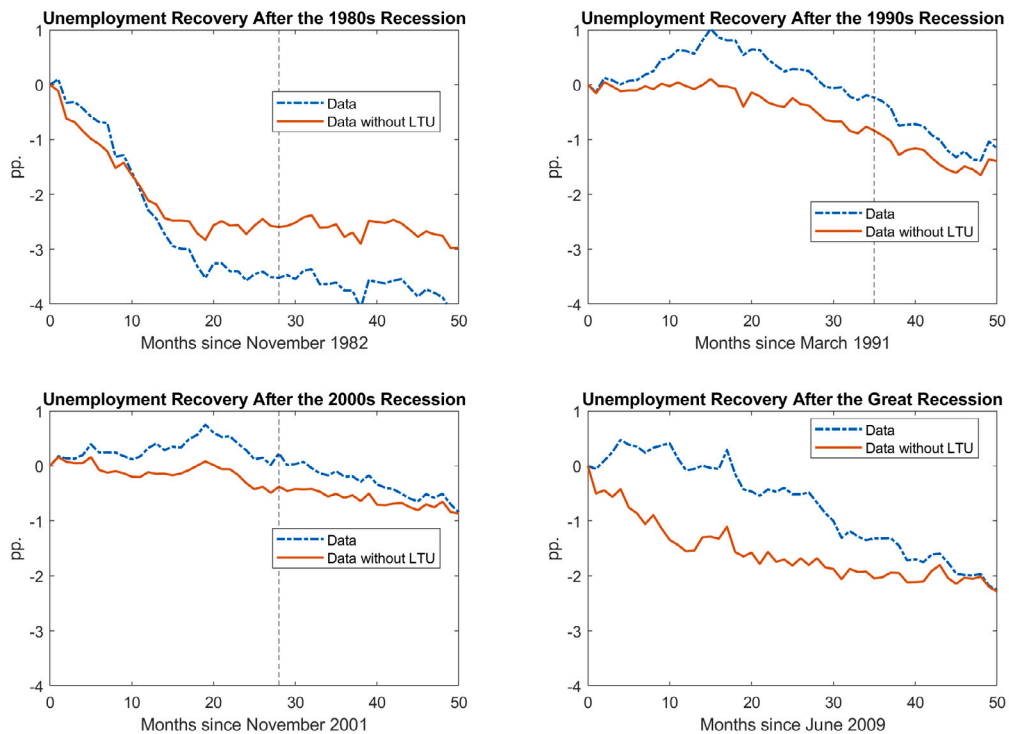 Unemployment Recovery After the 1980s Recession
1
0
-1
-2
-3
-4
pp.
Data
Data without LTU
0 10 20 30 40 50
Months since November 1982
Unemployment Recovery After the 1990s Recession
1
0
-1
-2
-3
-4
pp.
Data
Data without LTU
0 10 20 30 40 50
Months since March 1991
Unemployment Recovery After the 2000s Recession
1
0
-1
-2
-3
-4
pp.
Data
Data without LTU
0 10 20 30 40 50
Months since November 2001
Unemployment Recovery After the Great Recession
1
0
-1
-2
-3
-4
pp.
Data
Data without LTU
0 10 20 30 40 50
Months since June 2009